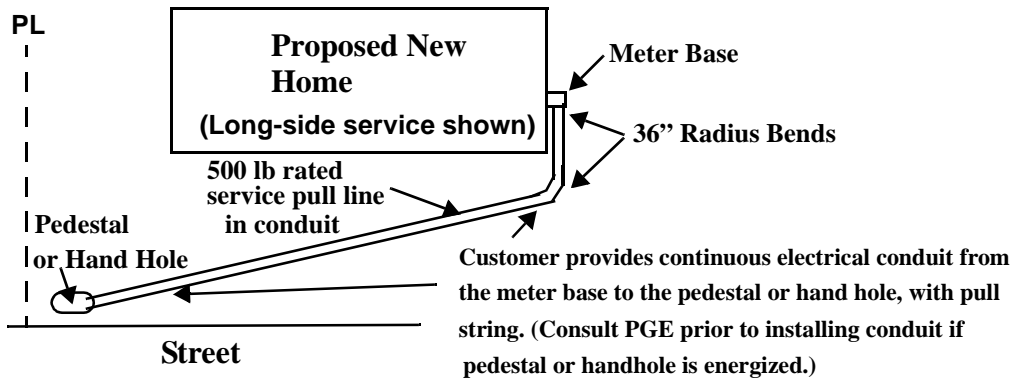 PL
Proposed New
Home
(Long-side service shown)
Meter Base
36” Radius Bends
500 lb rated
service pull line
in conduit
Pedestal
or Hand Hole
Customer provides continuous electrical conduit from
the meter base to the pedestal or hand hole, with pull
string. (Consult PGE prior to installing conduit if
pedestal or handhole is energized.)
Street